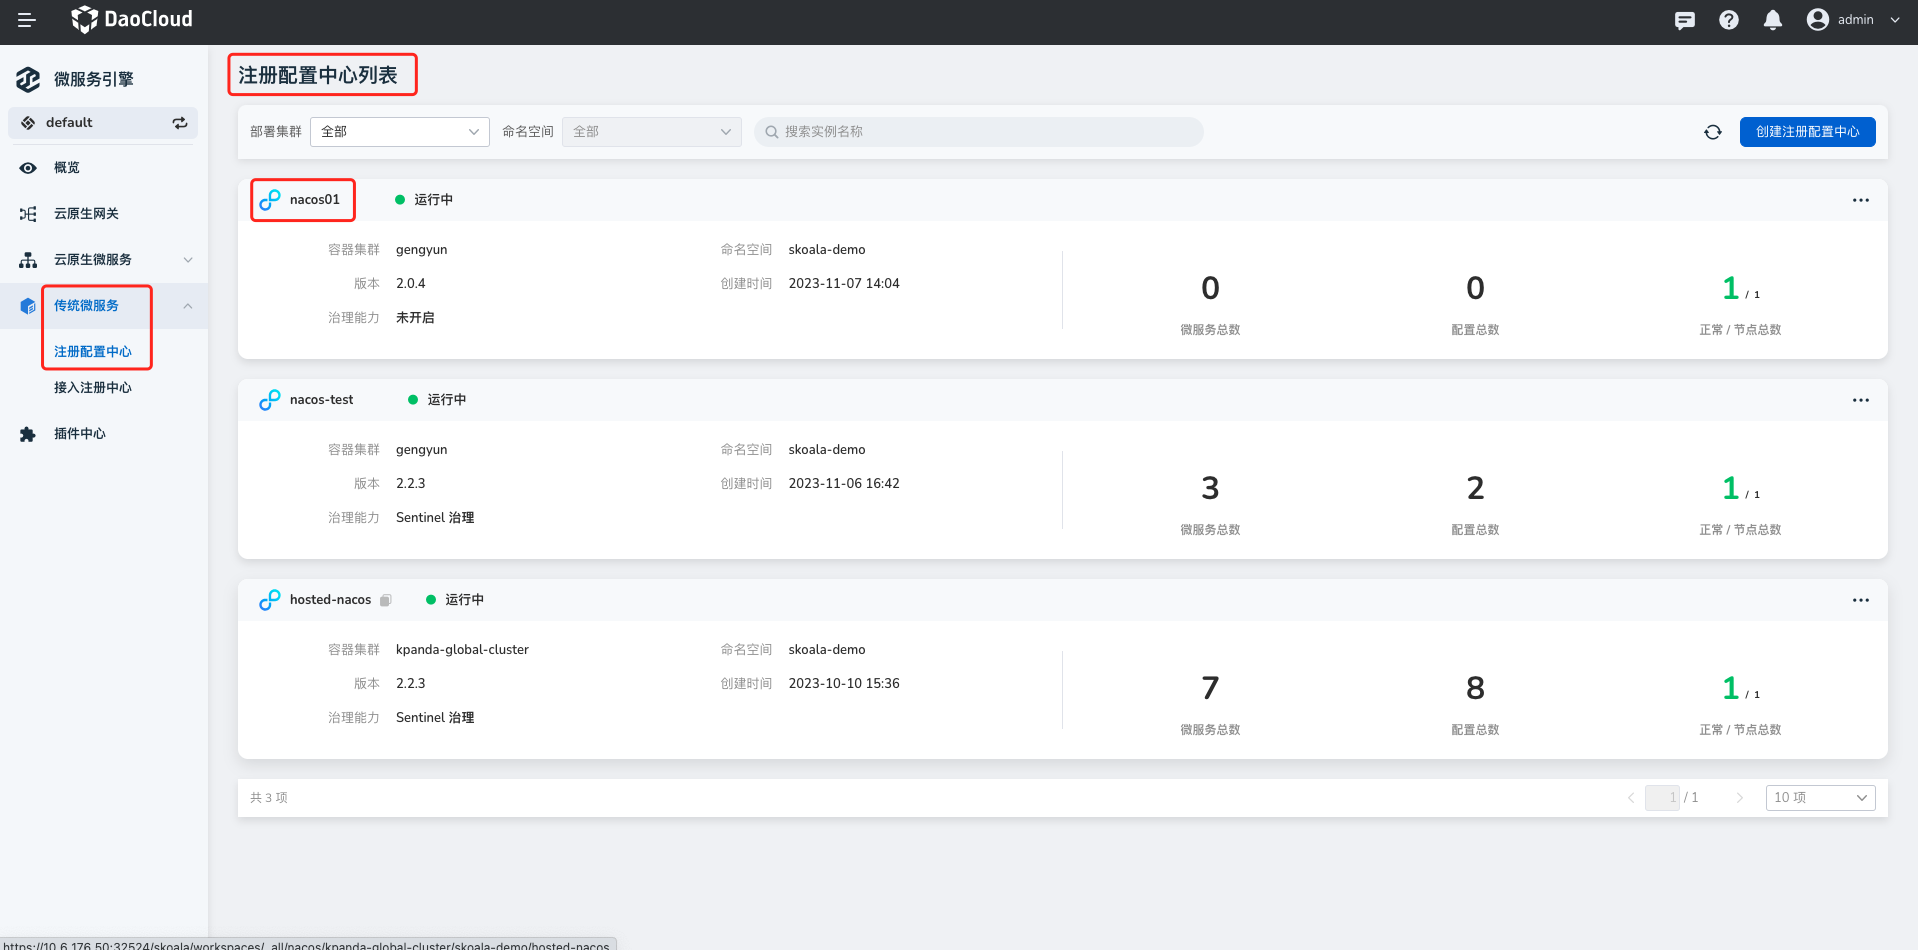 DaoCloud
admin
微服务引擎
default
概览
云原生网关
云原生微服务
传统微服务
注册配置中心
接入注册中心
插件中心
注册配置中心列表
部署集群 全部 命名空间 全部 搜索实例名称 创建注册配置中心
nacos01 运行中
容器集群 gengyun 命名空间 skoala-demo
版本 2.0.4 创建时间 2023-11-07 14:04
治理能力 未开启
0 0 1 / 1
微服务总数 配置总数 正常 / 节点总数
nacos-test 运行中
容器集群 gengyun 命名空间 skoala-demo
版本 2.2.3 创建时间 2023-11-06 16:42
治理能力 Sentinel 治理
3 2 1 / 1
微服务总数 配置总数 正常 / 节点总数
hosted-nacos 运行中
容器集群 kpanda-global-cluster 命名空间 skoala-demo
版本 2.2.3 创建时间 2023-10-10 15:36
治理能力 Sentinel 治理
7 8 1 / 1
微服务总数 配置总数 正常 / 节点总数
共 3 项 1 / 1 10 项
https://10.6.176.50:32524/skoala/workspaces/_all/nacos/kpanda-global-cluster/skoala-demo/hosted-nacos